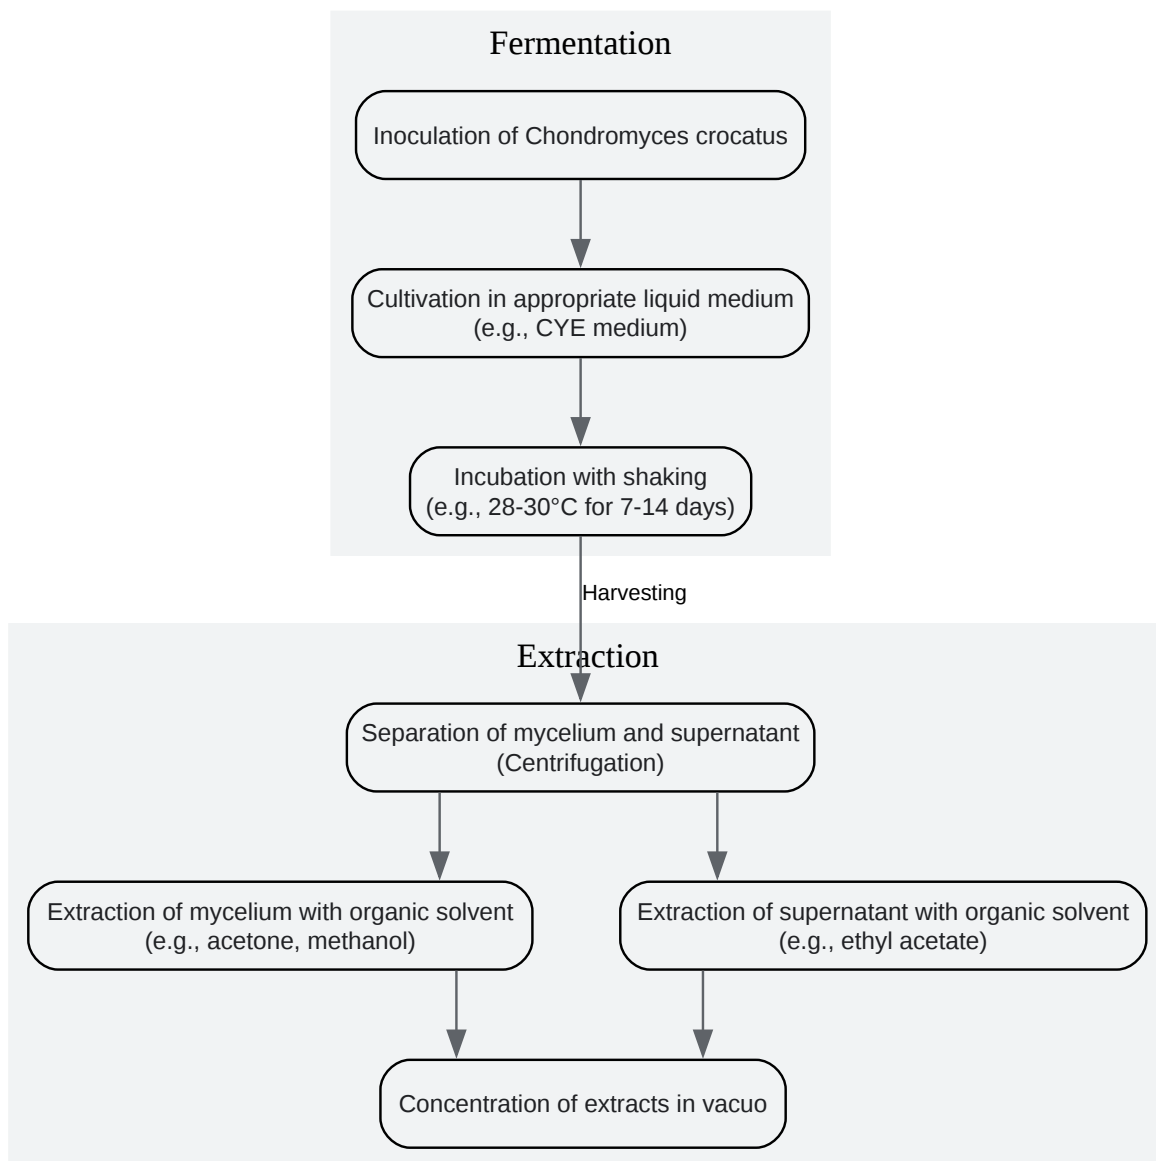 Fermentation
Inoculation of Chondromyces crocatus
Cultivation in appropriate liquid medium
(e.g., CYE medium)
Incubation with shaking
(e.g., 28-30°C for 7-14 days)
Harvesting
Extraction
Separation of mycelium and supernatant
(Centrifugation)
Extraction of mycelium with organic solvent
(e.g., acetone, methanol)
Extraction of supernatant with organic solvent
(e.g., ethyl acetate)
Concentration of extracts in vacuo